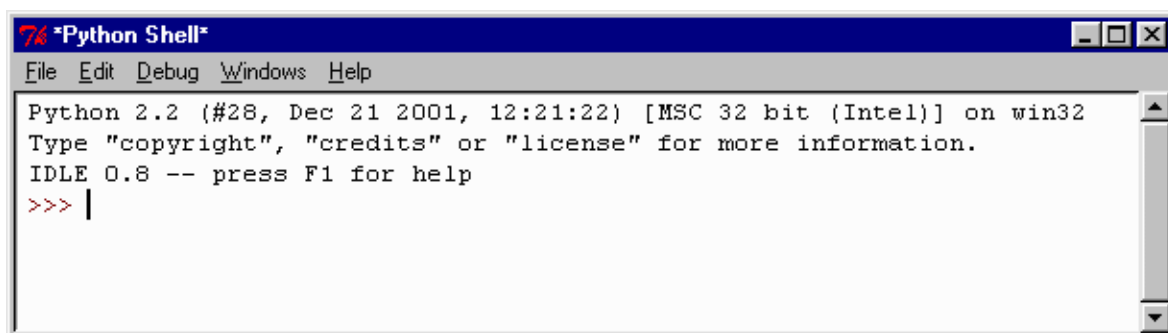 *Python Shell*
File Edit Debug Windows Help
Python 2.2 (#28, Dec 21 2001, 12:21:22) [MSC 32 bit (Intel)] on win32
Type "copyright", "credits" or "license" for more information.
IDLE 0.8 -- press F1 for help
>>>